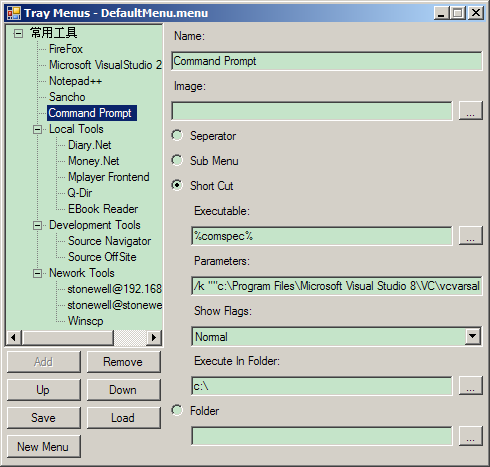 Tray Menus - DefaultMenu.menu
常用工具
FireFox
Microsoft VisualStudio 2
Notepad++
Sancho
Command Prompt
Local Tools
Diary.Net
Money.Net
Mplayer Frontend
Q-Dir
EBook Reader
Development Tools
Source Navigator
Source OffSite
Nework Tools
stonewell@192.168
stonewell@stonewe
Winscp
Add
Remove
Up
Down
Save
Load
New Menu
Name:
Command Prompt
Image:
...
Seperator
Sub Menu
Short Cut
Executable:
%comspec%
...
Parameters:
/k ""c:\Program Files\Microsoft Visual Studio 8\VC\vcvarsal
Show Flags:
Normal
Execute In Folder:
c:\
...
Folder
...